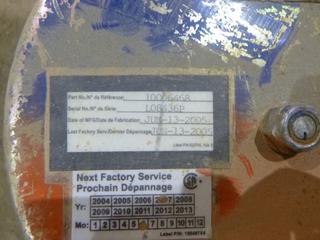 Part No./N° de Référence: 1000646R
Serial No./N° de Série: L08436D
Date of MFG/Date de Fabrication: JUN-13-2005
Last Factory Serv/Dernier Dépannage: JUN-13-2005
Next Factory Service
Prochain Dépannage
Yr: 2004 2005 2006 2007 2008
2009 2010 2011 2012 2013
Mo: 1 2 3 4 5 6 7 8 9 10 11 12